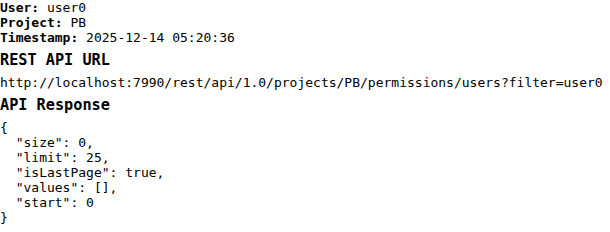 User: user0
Project: PB
Timestamp: 2025-12-14 05:20:36
REST API URL
http://localhost:7990/rest/api/1.0/projects/PB/permissions/users?filter=user0
API Response
{
  "size": 0,
  "limit": 25,
  "isLastPage": true,
  "values": [],
  "start": 0
}